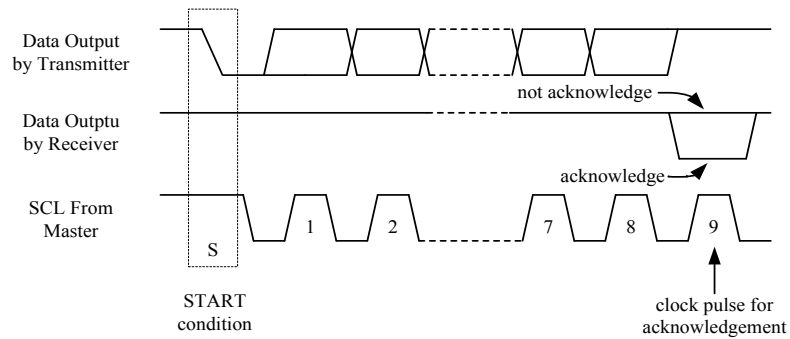 Data Output
by Transmitter
not acknowledge
Data Outptu
by Receiver
acknowledge
SCL From
Master
1
2
7
8
9
S
START
condition
clock pulse for
acknowledgement